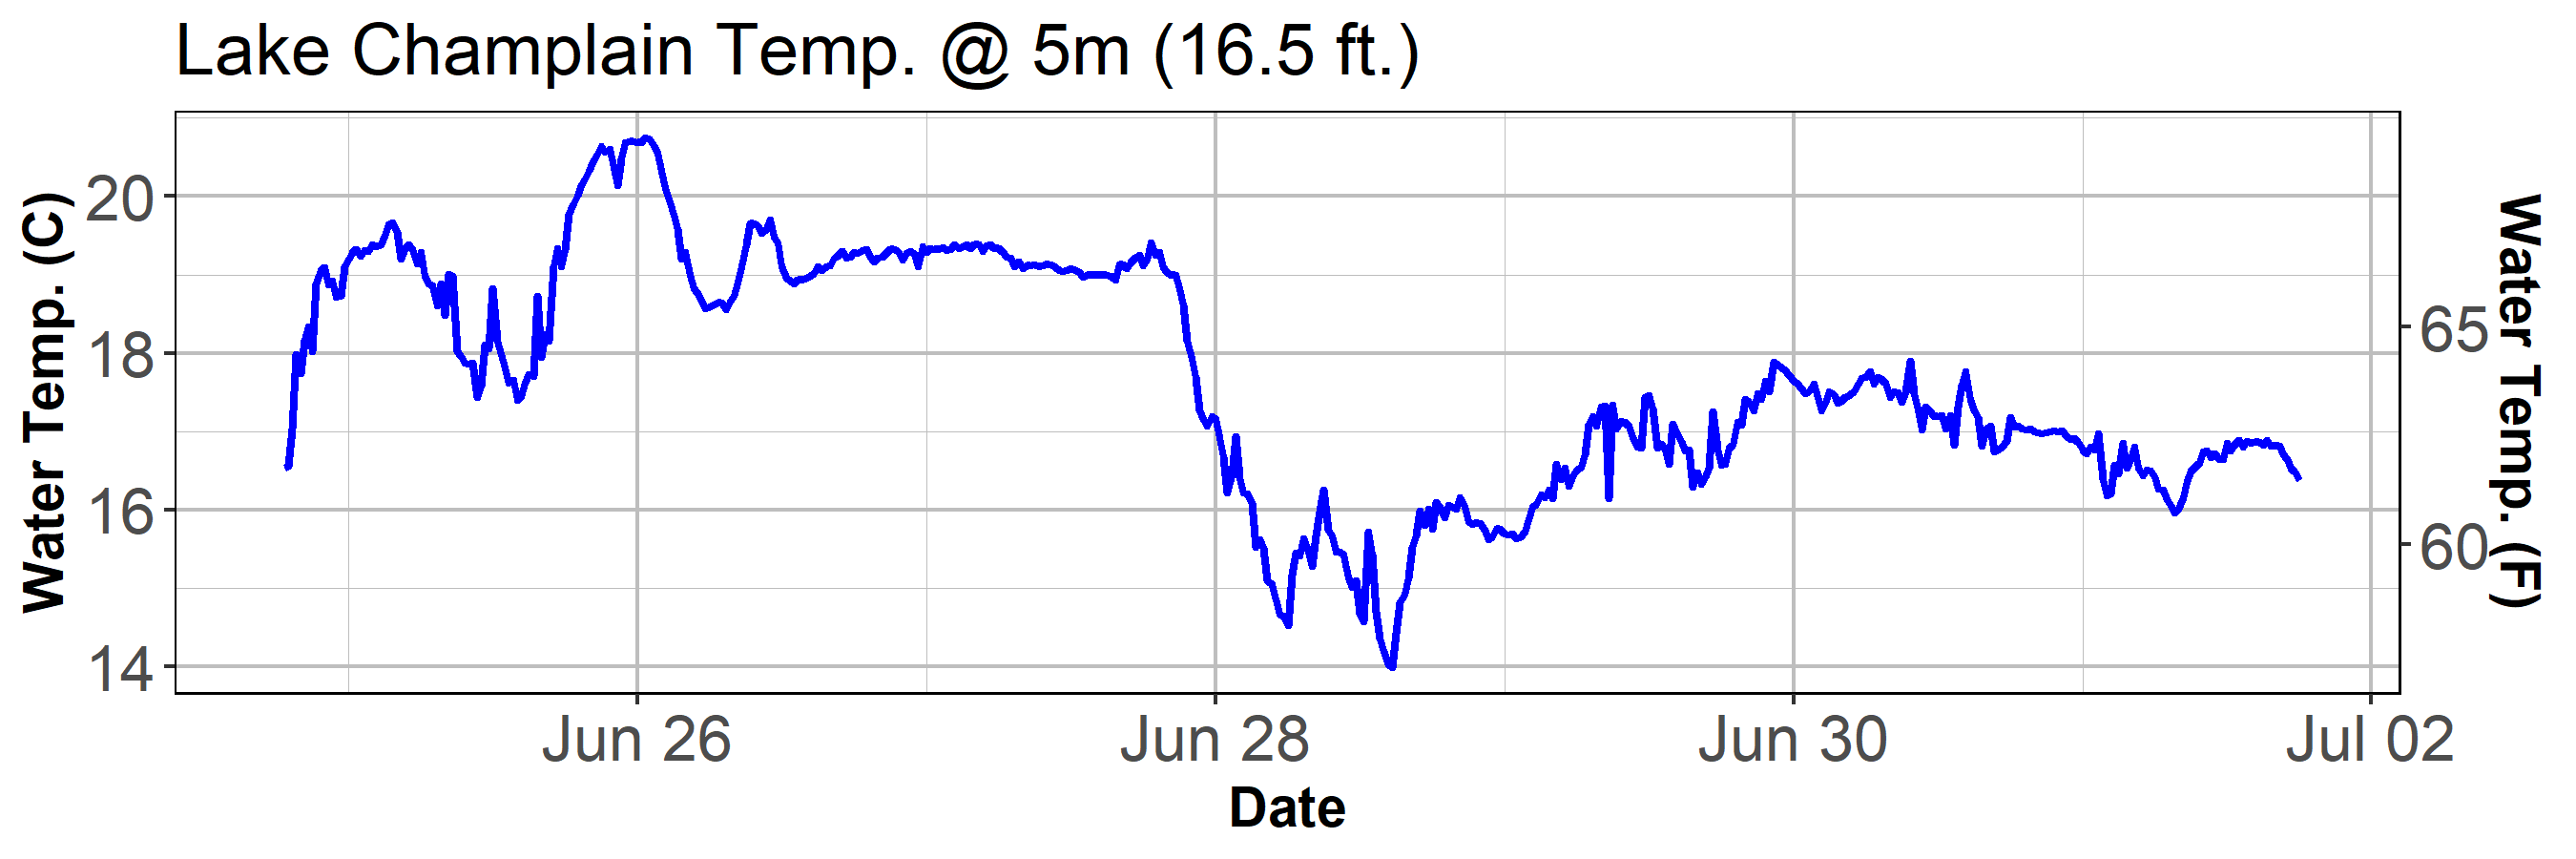 Lake Champlain Temp. @ 5m (16.5 ft.)
Water Temp. (C)
20
18
16
14
65
60
Water Temp. (F)
Jun 26
Jun 28
Jun 30
Jul 02
Date